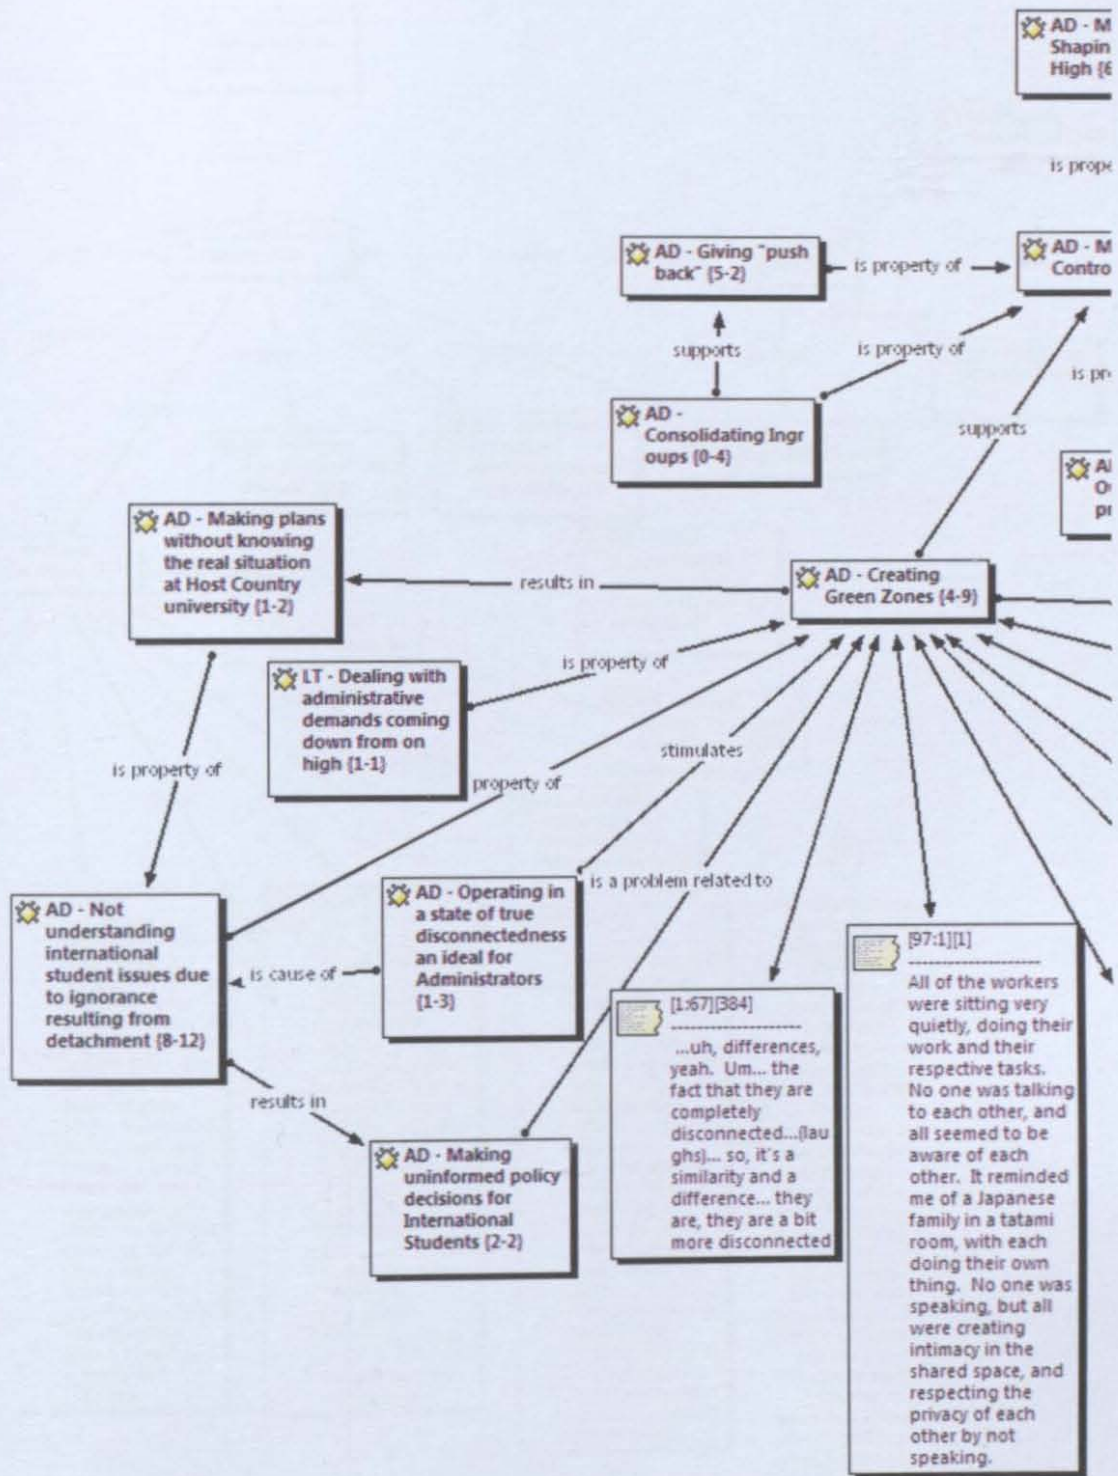 AD - M
Shapin
High {6
is prope
AD - Giving "push
back" {5-2}
is property of
AD - M
Contro
supports
is property of
is pro
AD -
Consolidating Ingr
oups {0-4}
supports
AD - Making plans
without knowing
the real situation
at Host Country
university {1-2}
results in
AD - Creating
Green Zones {4-9}
LT - Dealing with
administrative
demands coming
down from on
high {1-1}
is property of
is property of
stimulates
property of
AD - Not
understanding
international
student issues due
to ignorance
resulting from
detachment {8-12}
is cause of
AD - Operating in
a state of true
disconnectedness
an ideal for
Administrators
{1-3}
is a problem related to
results in
AD - Making
uninformed policy
decisions for
International
Students {2-2}
[1:67][384]
--------------------
...uh, differences,
yeah. Um... the
fact that they are
completely
disconnected...(lau
ghs)... so, it's a
similarity and a
difference... they
are, they are a bit
more disconnected
[97:1][1]
--------------------
All of the workers
were sitting very
quietly, doing their
work and their
respective tasks.
No one was talking
to each other, and
all seemed to be
aware of each
other. It reminded
me of a Japanese
family in a tatami
room, with each
doing their own
thing. No one was
speaking, but all
were creating
intimacy in the
shared space, and
respecting the
privacy of each
other by not
speaking.